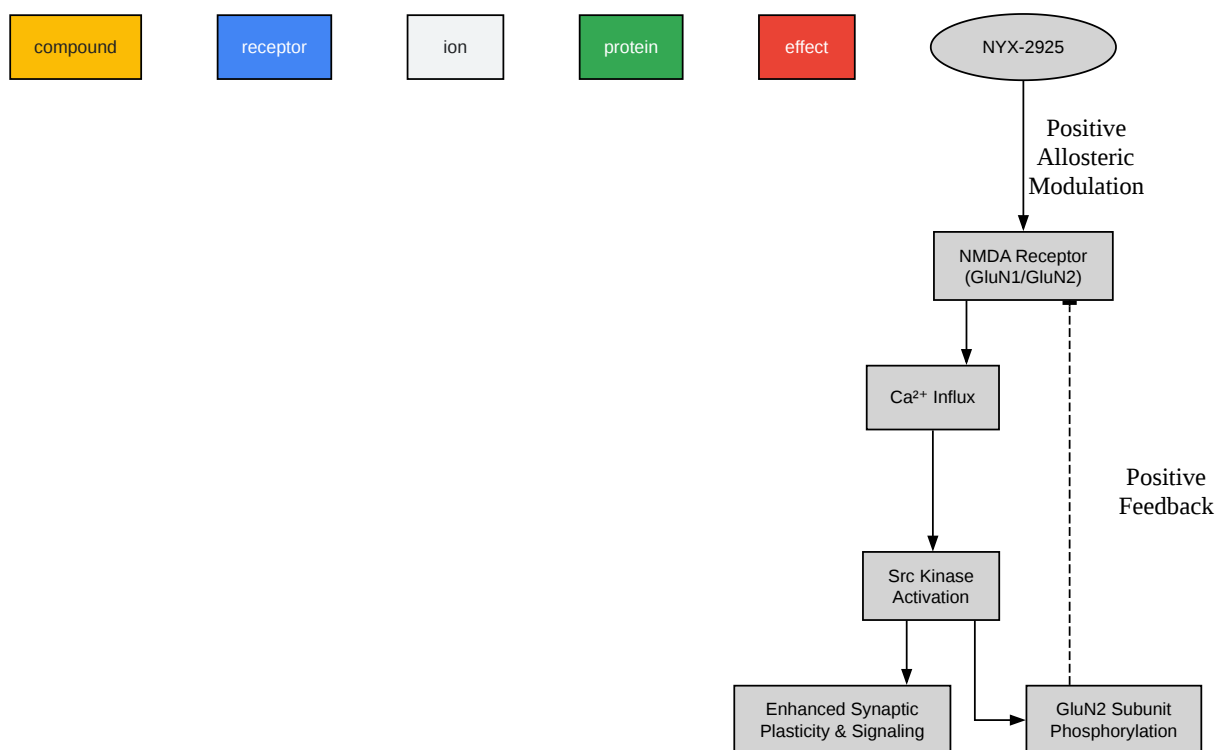 compound
receptor
ion
protein
effect
NYX-2925
Positive
Allosteric
Modulation
NMDA Receptor
(GluN1/GluN2)
Ca²⁺ Influx
Positive
Feedback
Src Kinase
Activation
Enhanced Synaptic
Plasticity & Signaling
GluN2 Subunit
Phosphorylation